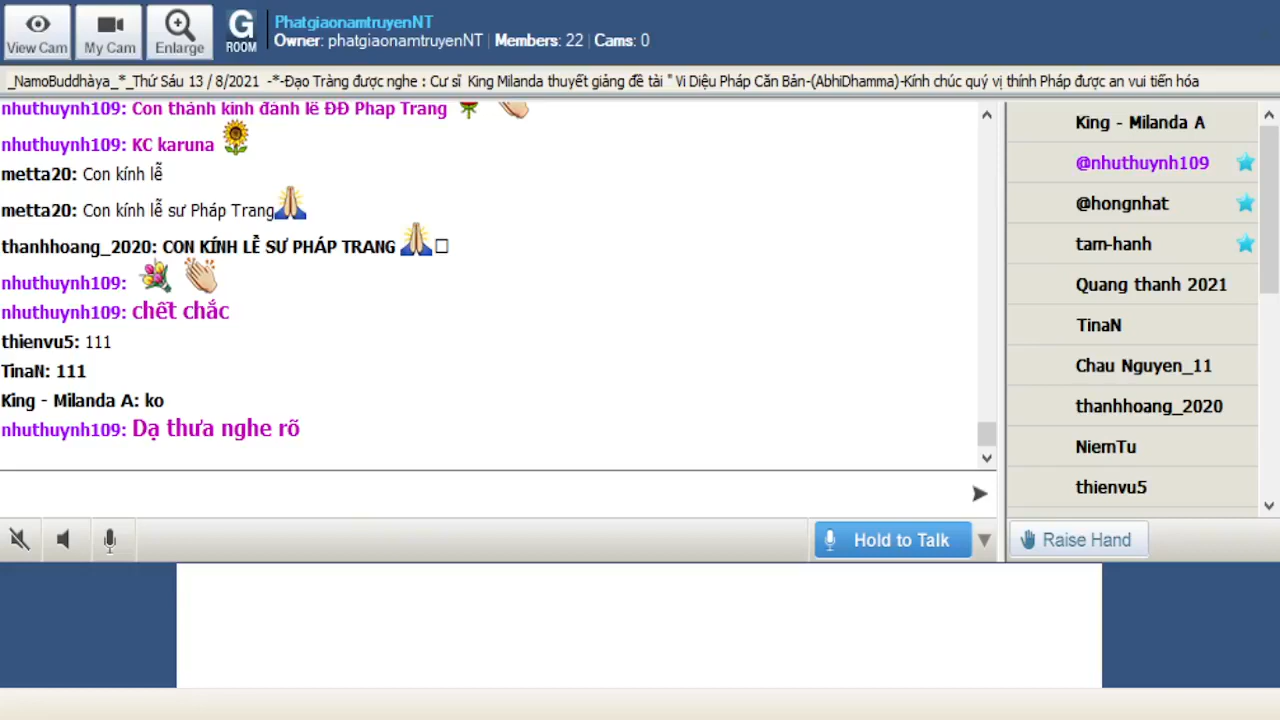 PhatgiaonamtruyenNT
Owner: phatgiaonamtruyenNT | Members: 22 | Cams: 0
View Cam
My Cam
Enlarge
G
ROOM
_NamoBuddhàya_*_Thứ Sáu 13 / 8/2021 -*-Đạo Tràng được nghe : Cư sĩ King Milanda thuyết giảng đề tài " Vi Diệu Pháp Căn Bản-(AbhiDhamma)-Kính chúc quý vị thính Pháp được an vui tiến hóa
nhuthuynh109: Con thành kính đảnh lễ ĐĐ Pháp Trang
nhuthuynh109: KC karuna
metta20: Con kính lễ
metta20: Con kính lễ sư Pháp Trang
thanhhoang_2020: CON KÍNH LỄ SƯ PHÁP TRANG
nhuthuynh109:
nhuthuynh109: chết chắc
thienvu5: 111
TinaN: 111
King - Milanda A: ko
nhuthuynh109: Dạ thưa nghe rõ
King - Milanda A
@nhuthuynh109
@hongnhat
tam-hanh
Quang thanh 2021
TinaN
Chau Nguyen_11
thanhhoang_2020
NiemTu
thienvu5
Hold to Talk
Raise Hand